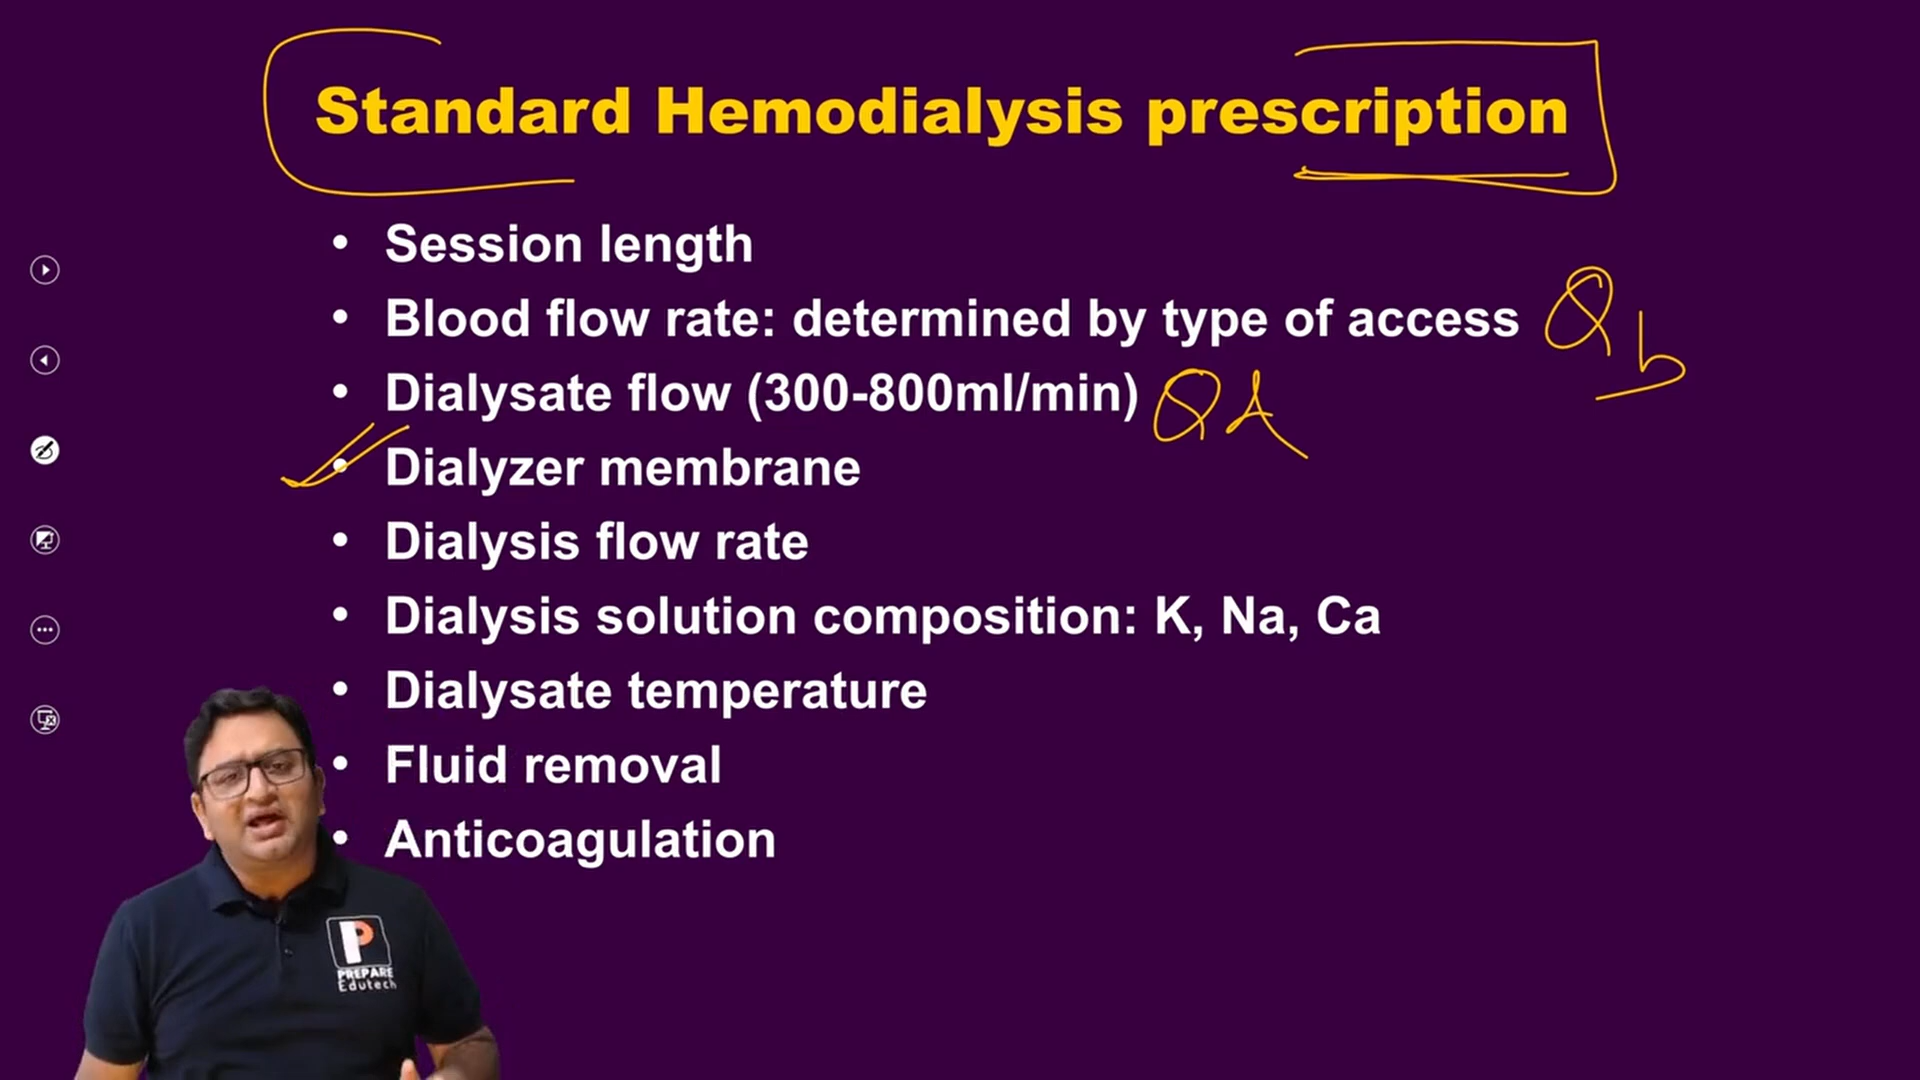 Standard Hemodialysis prescription
• Session length
• Blood flow rate: determined by type of access Qb
• Dialysate flow (300-800ml/min) Qd
• Dialyzer membrane
• Dialysis flow rate
• Dialysis solution composition: K, Na, Ca
• Dialysate temperature
• Fluid removal
• Anticoagulation
P
PREPARE
Edutech